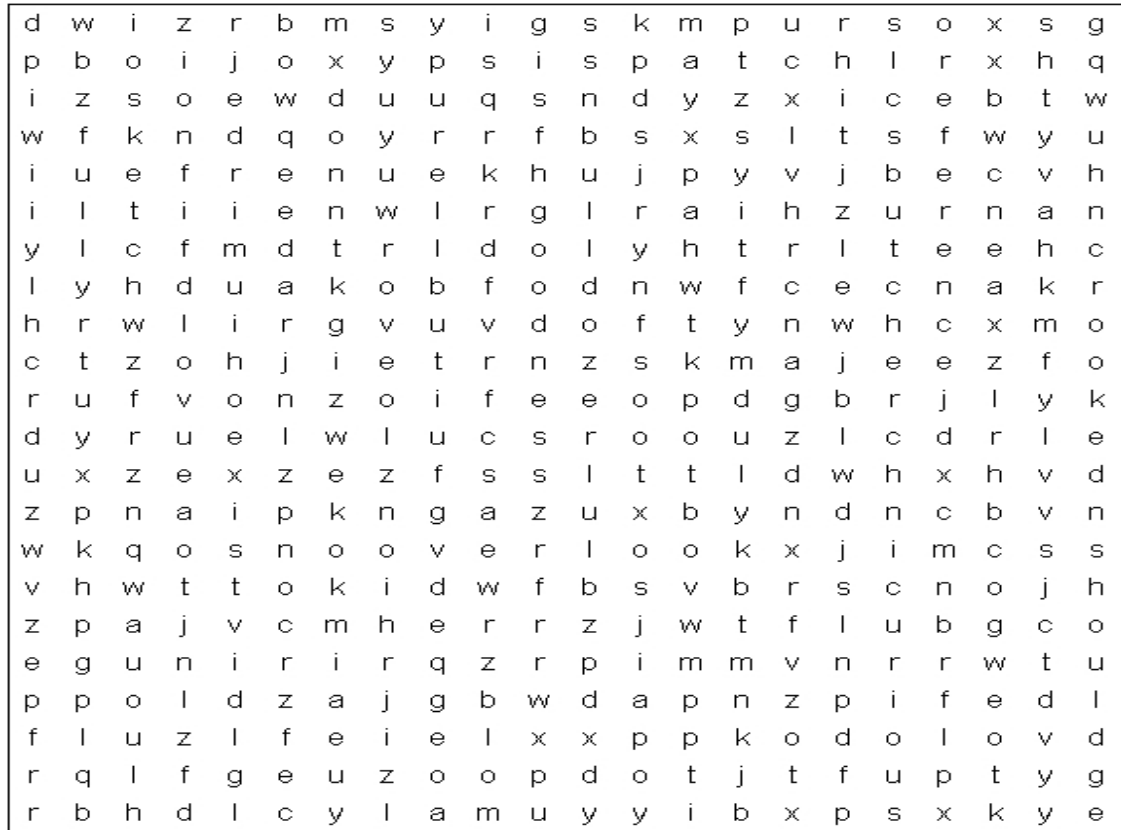 d w i z r b m s y i g s k m p u r s o x s g
p b o i j o x y p s i s p a t c h l r x h q
i z s o e w d u u q s n d y z x i c e b t w
w f k n d q o y r r f b s x s l t s f w y u
i u e f r e n u e k h u j p y v j b e c v h
i l t i i e n w l r g l r a i h z u r n a n
y l c f m d t r l d o l y h t r l t e e h c
l y h d u a k o b f o d n w f c e c n a k r
h r w l i r g v u v d o f t y n w h c x m o
c t z o h j i e t r n z s k m a j e e z f o
r u f v o n z o i f e e o p d g b r j l y k
d y r u e l w l u c s r o o u z l c d r l e
u x z e x z e z f s s l t t l d w h x h v d
z p n a i p k n g a z u x b y n d n c b v n
w k q o s n o o v e r l o o k x j i m c s s
v h w t t o k i d w f b s v b r s c n o j h
z p a j v c m h e r r z j w t f l u b g c o
e g u n i r i r q z r p i m m v n r r w t u
p p o l d z a j g b w d a p n z p i f e d l
f l u z l f e i e l x x p p k o d o l o v d
r q l f g e u z o o p d o t j t f u p t y g
r b h d l c y l a m u y y i b x p s x k y e